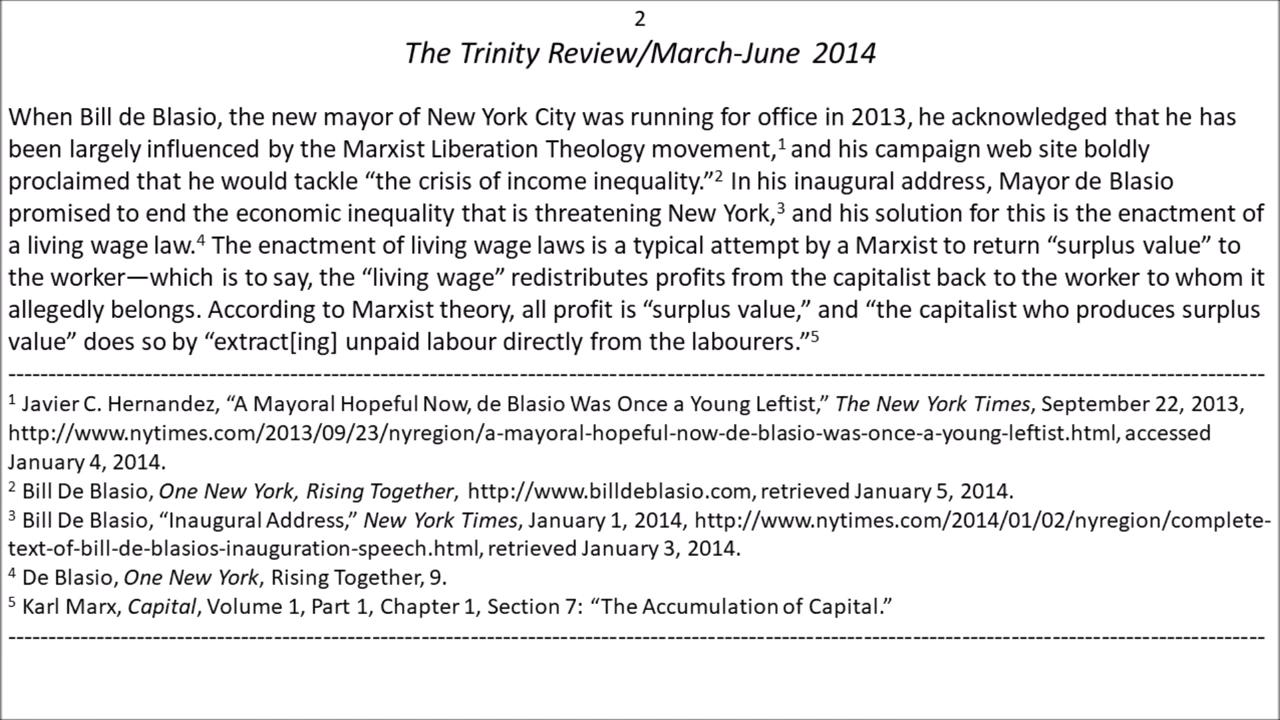 2
The Trinity Review/March-June 2014
When Bill de Blasio, the new mayor of New York City was running for office in 2013, he acknowledged that he has
been largely influenced by the Marxist Liberation Theology movement,¹ and his campaign web site boldly
proclaimed that he would tackle “the crisis of income inequality.”² In his inaugural address, Mayor de Blasio
promised to end the economic inequality that is threatening New York,³ and his solution for this is the enactment of
a living wage law.⁴ The enactment of living wage laws is a typical attempt by a Marxist to return “surplus value” to
the worker—which is to say, the “living wage” redistributes profits from the capitalist back to the worker to whom it
allegedly belongs. According to Marxist theory, all profit is “surplus value,” and “the capitalist who produces surplus
value” does so by “extract[ing] unpaid labour directly from the labourers.”⁵
¹ Javier C. Hernandez, “A Mayoral Hopeful Now, de Blasio Was Once a Young Leftist,” The New York Times, September 22, 2013,
http://www.nytimes.com/2013/09/23/nyregion/a-mayoral-hopeful-now-de-blasio-was-once-a-young-leftist.html, accessed
January 4, 2014.
² Bill De Blasio, One New York, Rising Together, http://www.billdeblasio.com, retrieved January 5, 2014.
³ Bill De Blasio, “Inaugural Address,” New York Times, January 1, 2014, http://www.nytimes.com/2014/01/02/nyregion/complete-
text-of-bill-de-blasios-inauguration-speech.html, retrieved January 3, 2014.
⁴ De Blasio, One New York, Rising Together, 9.
⁵ Karl Marx, Capital, Volume 1, Part 1, Chapter 1, Section 7: “The Accumulation of Capital.”